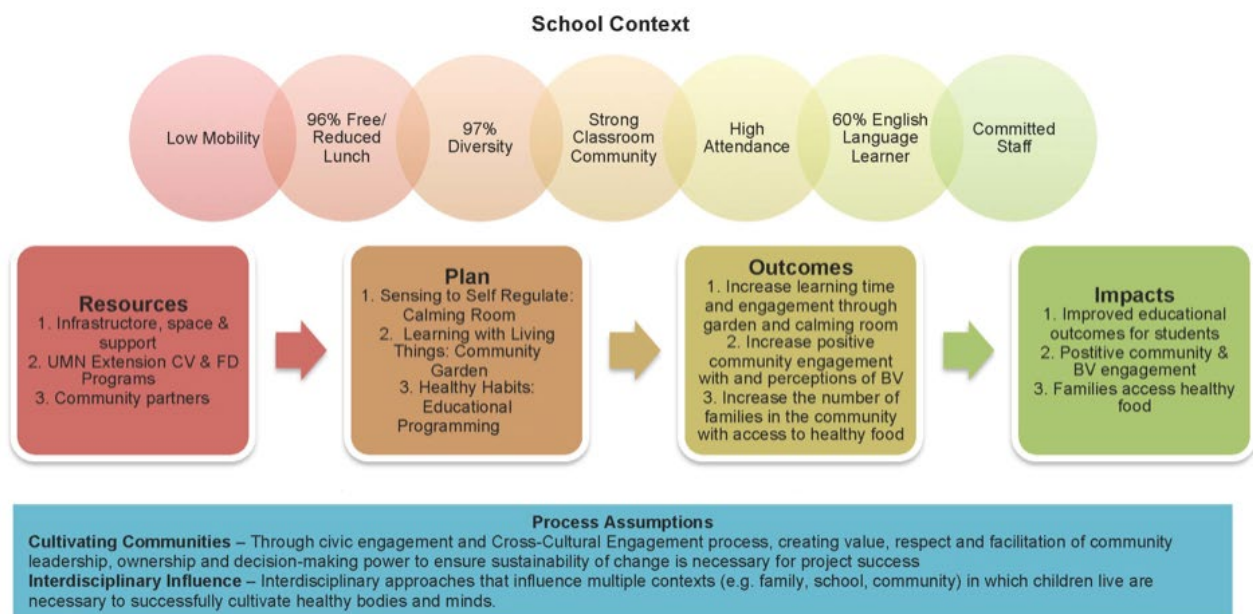 School Context
Low Mobility
96% Free/
Reduced
Lunch
97%
Diversity
Strong
Classroom
Community
High
Attendance
60% English
Language
Learner
Committed
Staff
Resources
1. Infrastructore, space &
support
2. UMN Extension CV & FD
Programs
3. Community partners
Plan
1. Sensing to Self Regulate:
Calming Room
2. Learning with Living
Things: Community
Garden
3. Healthy Habits:
Educational
Programming
Outcomes
1. Increase learning time
and engagement through
garden and calming room
2. Increase positive
community engagement
with and perceptions of BV
3. Increase the number of
families in the community
with access to healthy food
Impacts
1. Improved educational
outcomes for students
2. Postitive community &
BV engagement
3. Families access healthy
food
Process Assumptions
Cultivating Communities – Through civic engagement and Cross-Cultural Engagement process, creating value, respect and facilitation of community
leadership, ownership and decision-making power to ensure sustainability of change is necessary for project success
Interdisciplinary Influence – Interdisciplinary approaches that influence multiple contexts (e.g. family, school, community) in which children live are
necessary to successfully cultivate healthy bodies and minds.